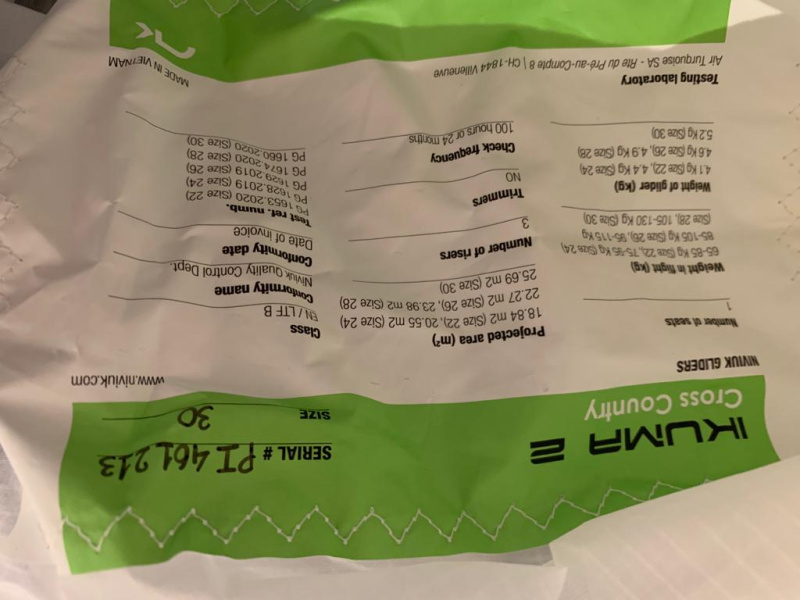 IKUMA 2
Cross Country
SERIAL # PI461213
SIZE 30
NIVIUK GLIDERS
www.niviuk.com
Number of seats
1
Weight in flight (kg)
65-85 Kg (Size 22), 75-95 Kg (Size 24)
85-105 Kg (Size 26), 95-115 Kg
(Size 28), 105-130 Kg (Size 30)
Weight of glider (kg)
4.1 Kg (Size 22), 4.4 Kg (Size 24)
4.6 Kg (Size 26), 4.9 Kg (Size 28)
5.2 Kg (Size 30)
Testing laboratory
Air Turquoise SA - Rte du Pré-au-Compte 8 | CH-1844 Villeneuve
Projected area (m²)
18.84 m2 (Size 22), 20.55 m2 (Size 24)
22.27 m2 (Size 26), 23.98 m2 (Size 28)
25.69 m2 (Size 30)
Number of risers
3
Trimmers
NO
Check frequency
100 hours or 24 months
Class
EN / LTF B
Conformity name
Niviuk Quality Control Dept.
Conformity date
Date of invoice
Test ref. numb.
PG 1653.2020 (Size 22)
PG 1628.2019 (Size 24)
PG 1629.2019 (Size 26)
PG 1674.2020 (Size 28)
PG 1660.2020 (Size 30)
MADE IN VIETNAM